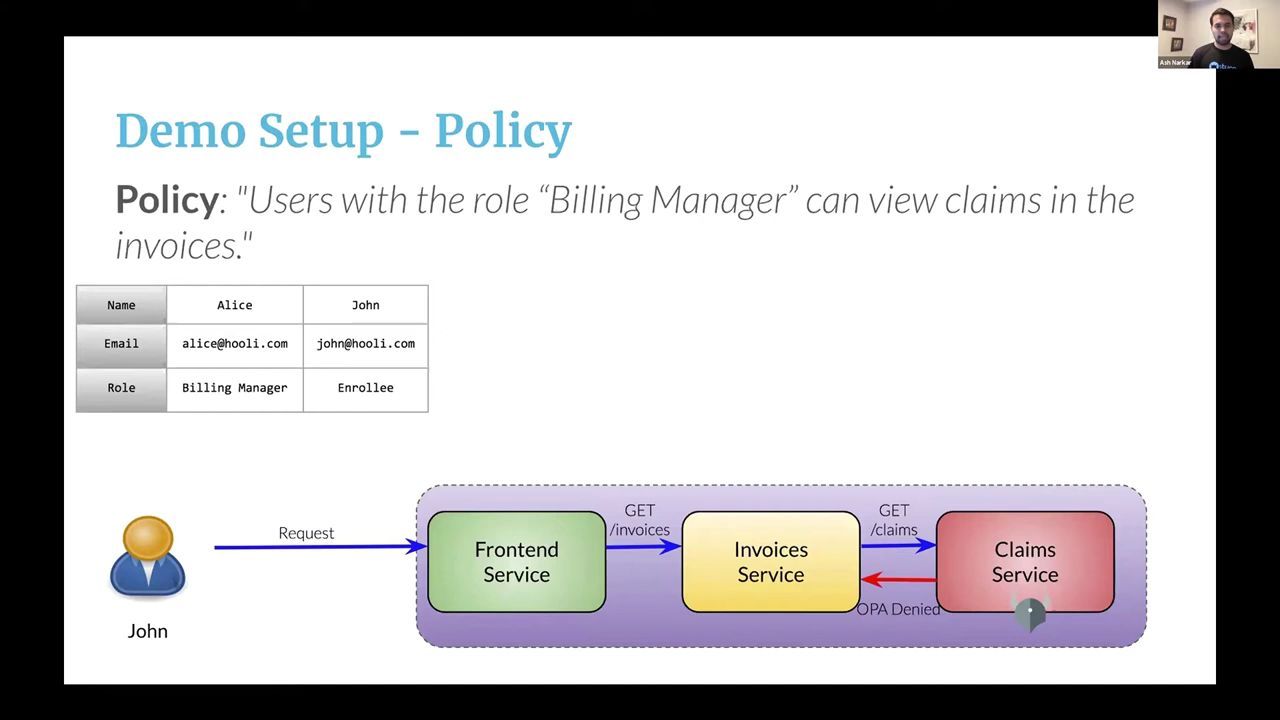 Ash Narkar
Demo Setup - Policy
Policy: "Users with the role “Billing Manager” can view claims in the
invoices."
Name Alice John
Email alice@hooli.com john@hooli.com
Role Billing Manager Enrollee
Request
GET
/invoices
GET
/claims
Frontend
Service
Invoices
Service
Claims
Service
OPA Denied
John